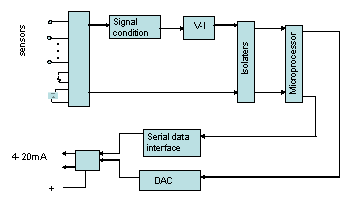 sensors
Signal
condition
V-I
Isolaters
Microprocessor
Serial data
interface
4- 20mA
DAC
+